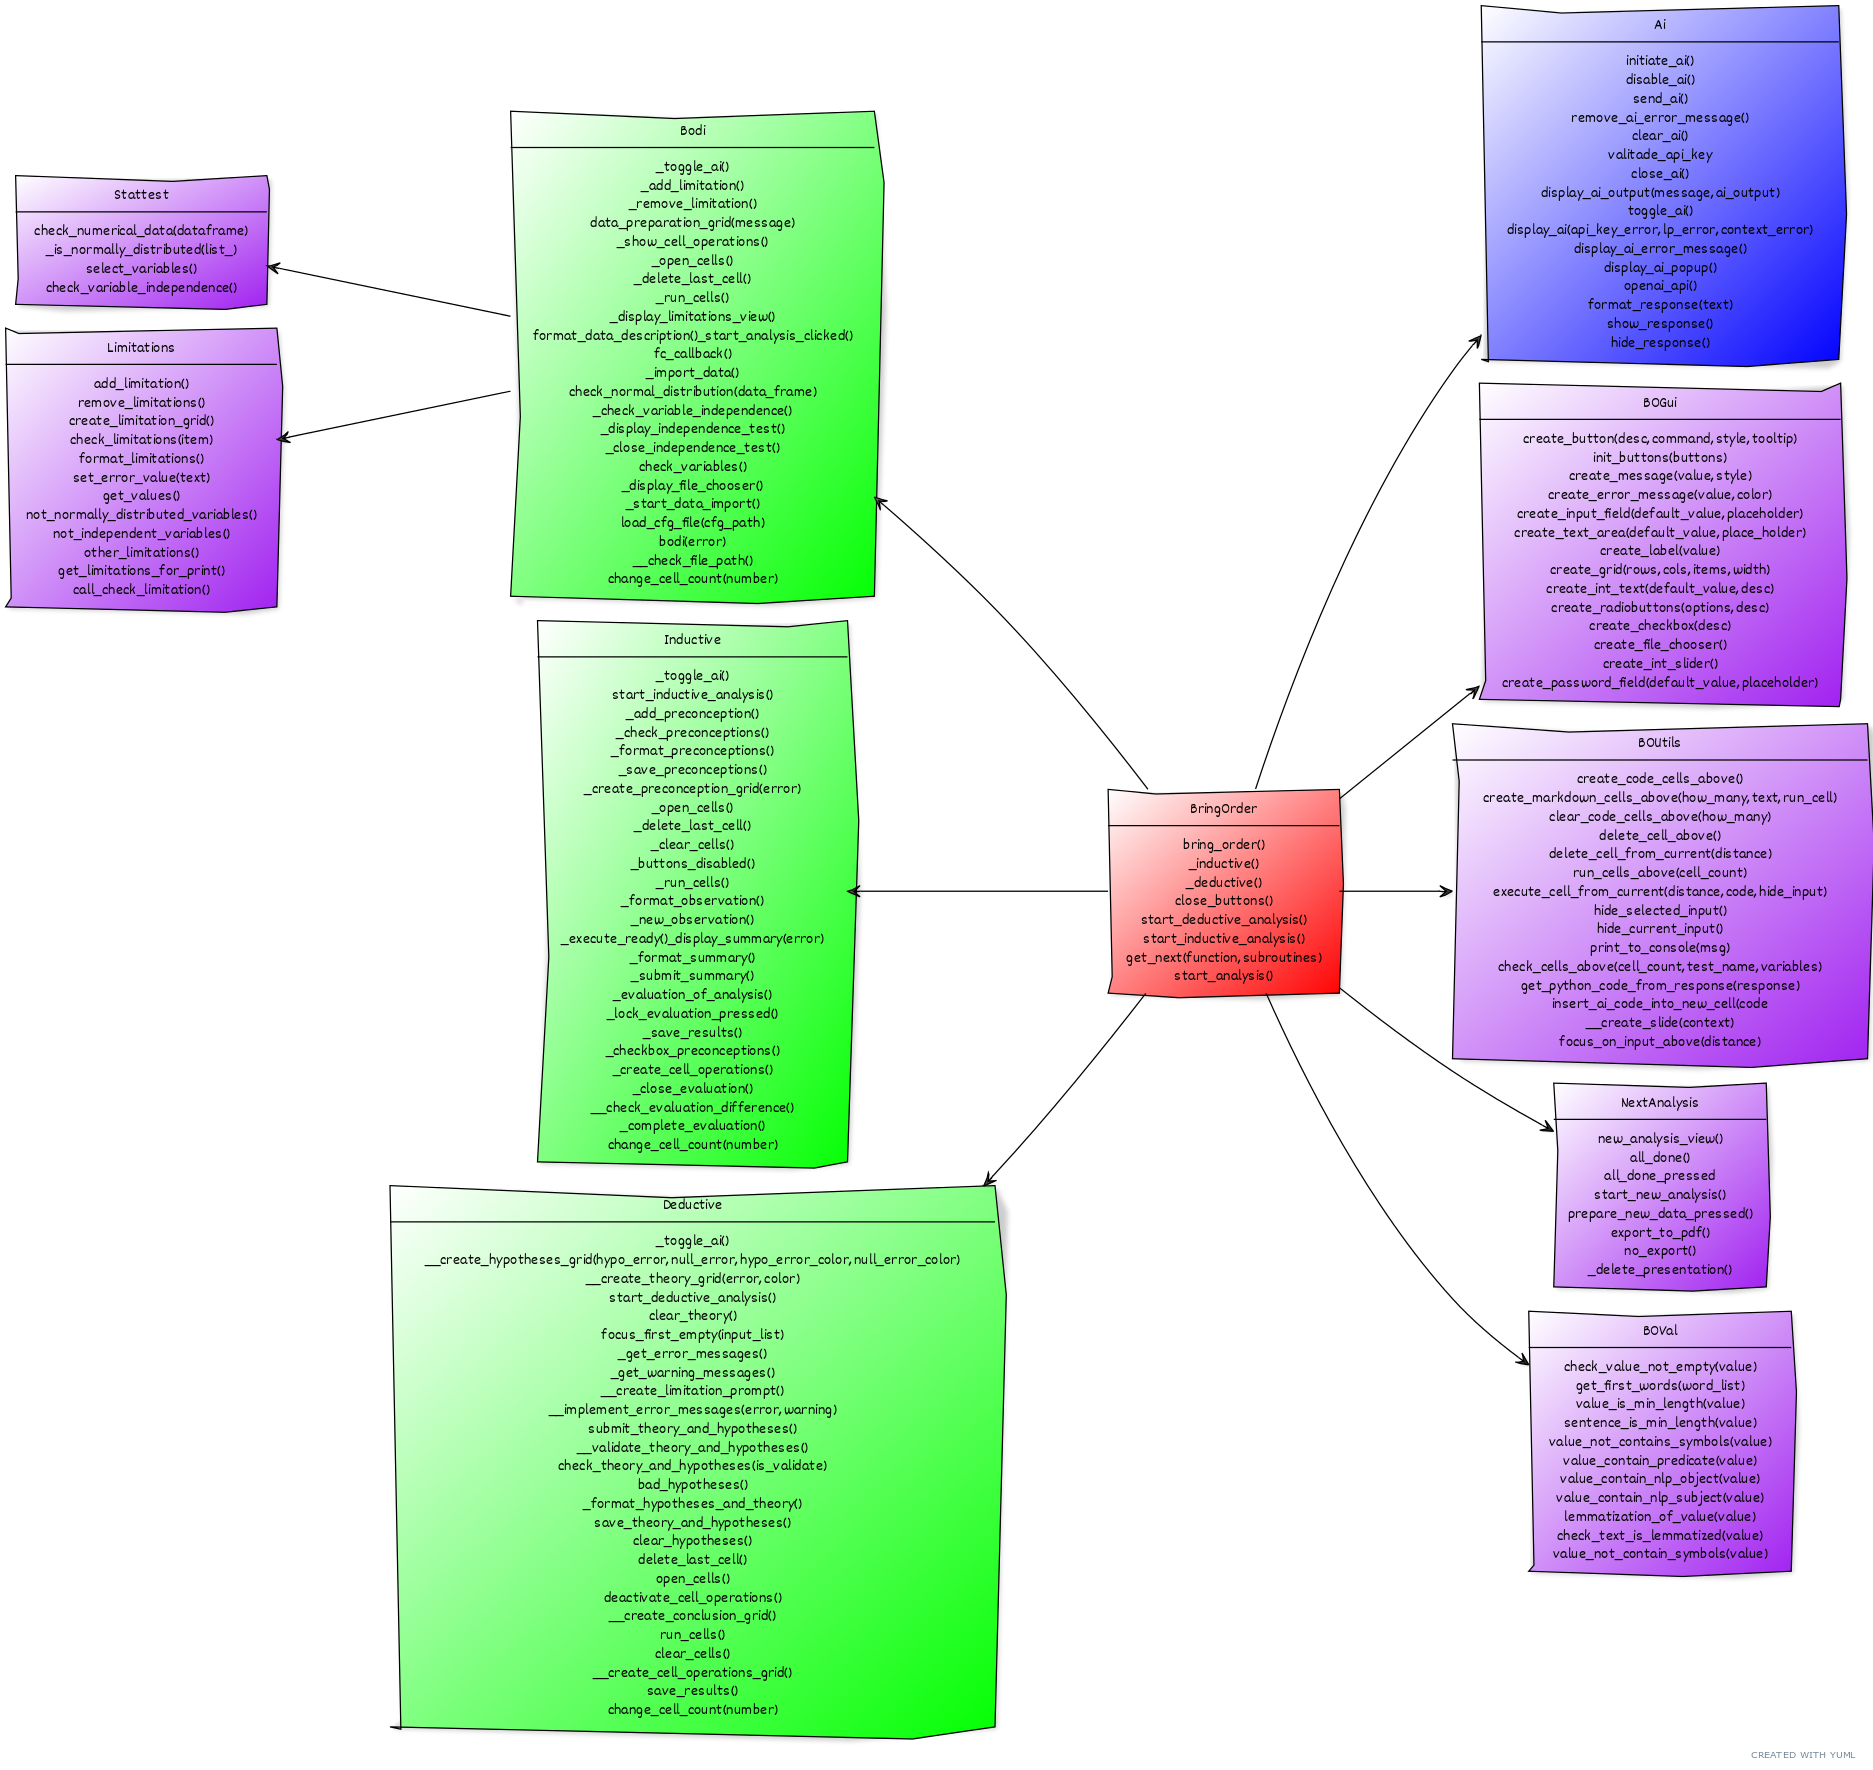 Stattest
check_numerical_data(dataframe)
_is_normally_distributed(list_)
select_variables()
check_variable_independence()
Limitations
add_limitation()
remove_limitations()
create_limitation_grid()
check_limitations(item)
format_limitations()
set_error_value(text)
get_values()
not_normally_distributed_variables()
not_independent_variables()
other_limitations()
get_limitations_for_print()
call_check_limitation()
Bodi
_toggle_ai()
_add_limitation()
_remove_limitation()
data_preparation_grid(message)
_show_cell_operations()
_open_cells()
_delete_last_cell()
_run_cells()
_display_limitations_view()
format_data_description()_start_analysis_clicked()
fc_callback()
_import_data()
check_normal_distribution(data_frame)
_check_variable_independence()
_display_independence_test()
_close_independence_test()
check_variables()
_display_file_chooser()
_start_data_import()
load_cfg_file(cfg_path)
bodi(error)
__check_file_path()
change_cell_count(number)
Inductive
_toggle_ai()
start_inductive_analysis()
_add_preconception()
_check_preconceptions()
_format_preconceptions()
_save_preconceptions()
_create_preconception_grid(error)
_open_cells()
_delete_last_cell()
_clear_cells()
_buttons_disabled()
_run_cells()
_format_observation()
_new_observation()
_execute_ready()_display_summary(error)
_format_summary()
_submit_summary()
_evaluation_of_analysis()
_lock_evaluation_pressed()
_save_results()
_checkbox_preconceptions()
_create_cell_operations()
_close_evaluation()
__check_evaluation_difference()
_complete_evaluation()
change_cell_count(number)
Deductive
_toggle_ai()
__create_hypotheses_grid(hypo_error, null_error, hypo_error_color, null_error_color)
__create_theory_grid(error, color)
start_deductive_analysis()
clear_theory()
focus_first_empty(input_list)
_get_error_messages()
_get_warning_messages()
__create_limitation_prompt()
__implement_error_messages(error, warning)
submit_theory_and_hypotheses()
__validate_theory_and_hypotheses()
check_theory_and_hypotheses(is_validate)
bad_hypotheses()
_format_hypotheses_and_theory()
save_theory_and_hypotheses()
clear_hypotheses()
delete_last_cell()
open_cells()
deactivate_cell_operations()
__create_conclusion_grid()
run_cells()
clear_cells()
__create_cell_operations_grid()
save_results()
change_cell_count(number)
BringOrder
bring_order()
_inductive()
_deductive()
close_buttons()
start_deductive_analysis()
start_inductive_analysis()
get_next(function, subroutines)
start_analysis()
Ai
initiate_ai()
disable_ai()
send_ai()
remove_ai_error_message()
clear_ai()
valitade_api_key
close_ai()
display_ai_output(message, ai_output)
toggle_ai()
display_ai(api_key_error, lp_error, context_error)
display_ai_error_message()
display_ai_popup()
openai_api()
format_response(text)
show_response()
hide_response()
BOGui
create_button(desc, command, style, tooltip)
init_buttons(buttons)
create_message(value, style)
create_error_message(value, color)
create_input_field(default_value, placeholder)
create_text_area(default_value, place_holder)
create_label(value)
create_grid(rows, cols, items, width)
create_int_text(default_value, desc)
create_radiobuttons(options, desc)
create_checkbox(desc)
create_file_chooser()
create_int_slider()
create_password_field(default_value, placeholder)
BOUtils
create_code_cells_above()
create_markdown_cells_above(how_many, text, run_cell)
clear_code_cells_above(how_many)
delete_cell_above()
delete_cell_from_current(distance)
run_cells_above(cell_count)
execute_cell_from_current(distance, code, hide_input)
hide_selected_input()
hide_current_input()
print_to_console(msg)
check_cells_above(cell_count, test_name, variables)
get_python_code_from_response(response)
insert_ai_code_into_new_cell(code
__create_slide(context)
focus_on_input_above(distance)
NextAnalysis
new_analysis_view()
all_done()
all_done_pressed
start_new_analysis()
prepare_new_data_pressed()
export_to_pdf()
no_export()
_delete_presentation()
BOVal
check_value_not_empty(value)
get_first_words(word_list)
value_is_min_length(value)
sentence_is_min_length(value)
value_not_contains_symbols(value)
value_contain_predicate(value)
value_contain_nlp_object(value)
value_contain_nlp_subject(value)
lemmatization_of_value(value)
check_text_is_lemmatized(value)
value_not_contain_symbols(value)
CREATED WITH YUML